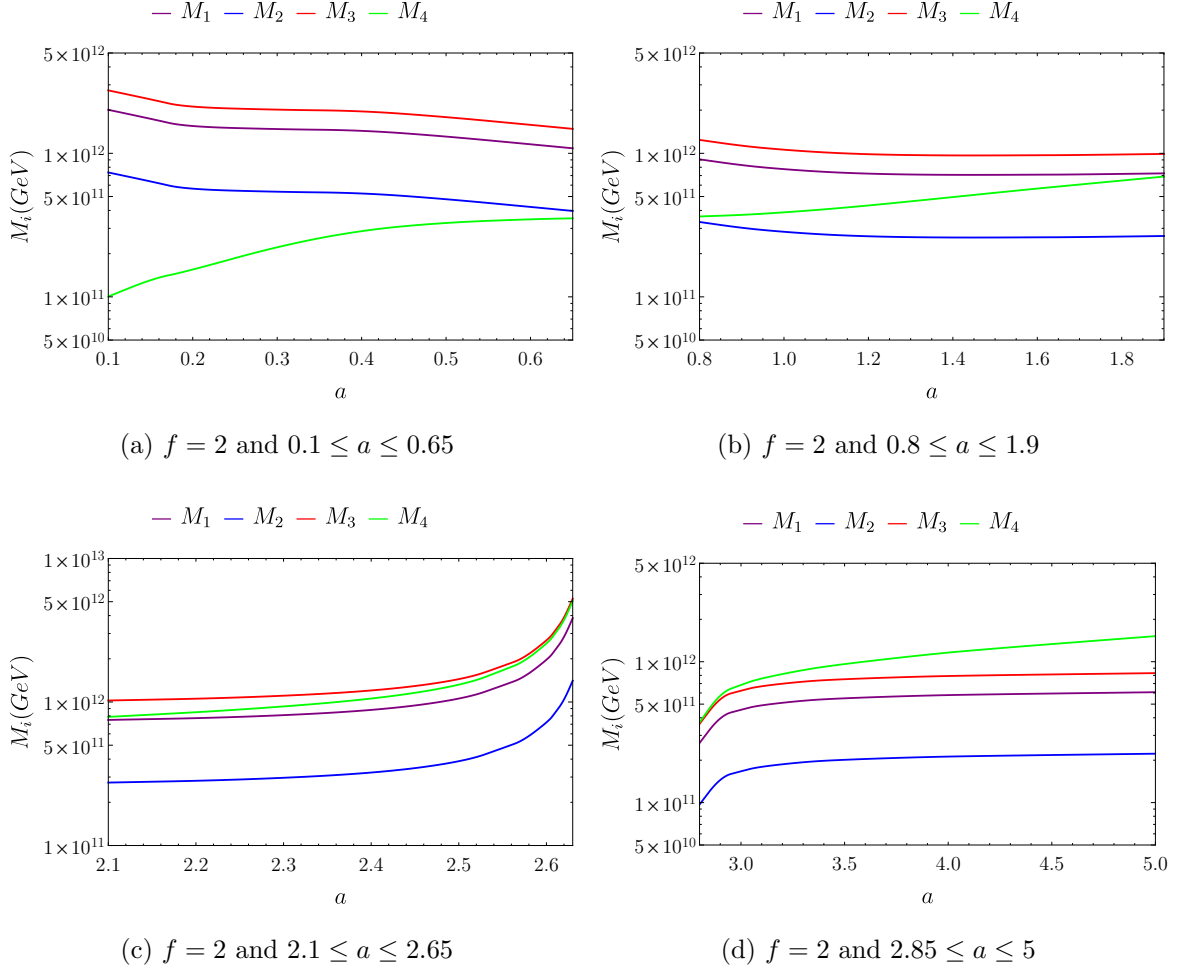 — M₁ — M₂ — M₃ — M₄
5×10¹²
1×10¹²
5×10¹¹
1×10¹¹
5×10¹⁰
Mᵢ(GeV)
0.1 0.2 0.3 0.4 0.5 0.6
a
(a) f = 2 and 0.1 ≤ a ≤ 0.65
— M₁ — M₂ — M₃ — M₄
5×10¹²
1×10¹²
5×10¹¹
1×10¹¹
5×10¹⁰
Mᵢ(GeV)
0.8 1.0 1.2 1.4 1.6 1.8
a
(b) f = 2 and 0.8 ≤ a ≤ 1.9
— M₁ — M₂ — M₃ — M₄
1×10¹³
5×10¹²
1×10¹²
5×10¹¹
1×10¹¹
Mᵢ(GeV)
2.1 2.2 2.3 2.4 2.5 2.6
a
(c) f = 2 and 2.1 ≤ a ≤ 2.65
— M₁ — M₂ — M₃ — M₄
5×10¹²
1×10¹²
5×10¹¹
1×10¹¹
5×10¹⁰
Mᵢ(GeV)
3.0 3.5 4.0 4.5 5.0
a
(d) f = 2 and 2.85 ≤ a ≤ 5